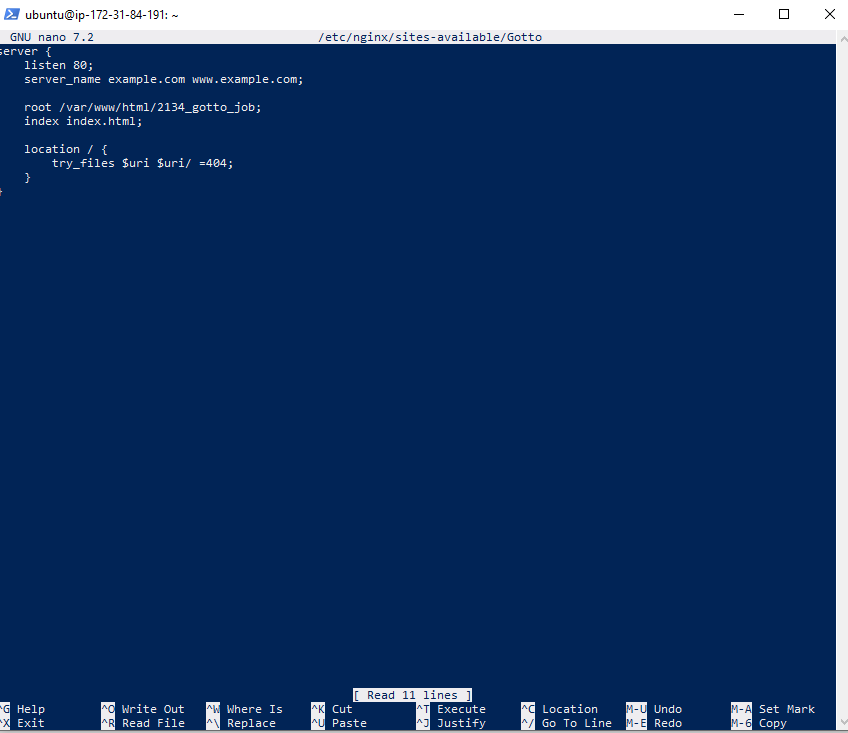 ubuntu@ip-172-31-84-191: ~
GNU nano 7.2 /etc/nginx/sites-available/Gotto
server {
    listen 80;
    server_name example.com www.example.com;

    root /var/www/html/2134_gotto_job;
    index index.html;

    location / {
        try_files $uri $uri/ =404;
    }
}
[ Read 11 lines ]
^G Help ^O Write Out ^W Where Is ^K Cut ^T Execute ^C Location M-U Undo M-A Set Mark
^X Exit ^R Read File ^\ Replace ^U Paste ^J Justify ^/ Go To Line M-E Redo M-6 Copy